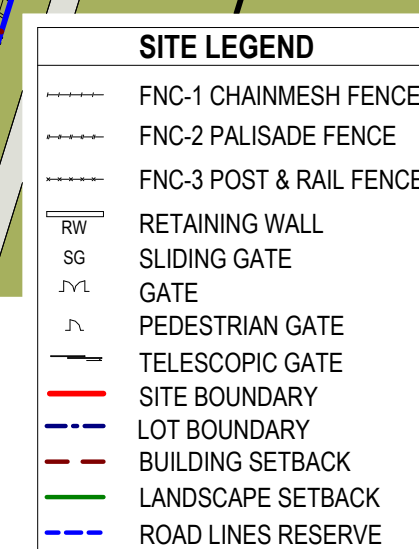 SITE LEGEND
FNC-1 CHAINMESH FENCE
FNC-2 PALISADE FENCE
FNC-3 POST & RAIL FENCE
RW RETAINING WALL
SG SLIDING GATE
GATE
PEDESTRIAN GATE
TELESCOPIC GATE
SITE BOUNDARY
LOT BOUNDARY
BUILDING SETBACK
LANDSCAPE SETBACK
ROAD LINES RESERVE